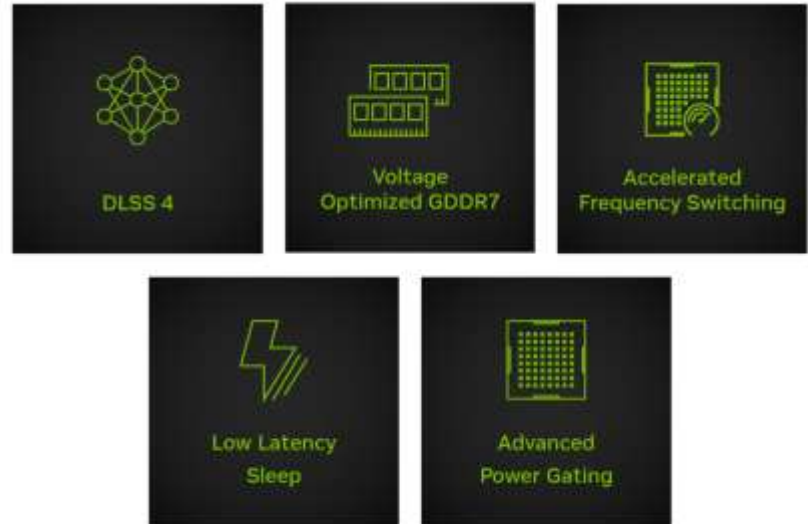 DLSS 4
Voltage
Optimized GDDR7
Accelerated
Frequency Switching
Low Latency
Sleep
Advanced
Power Gating